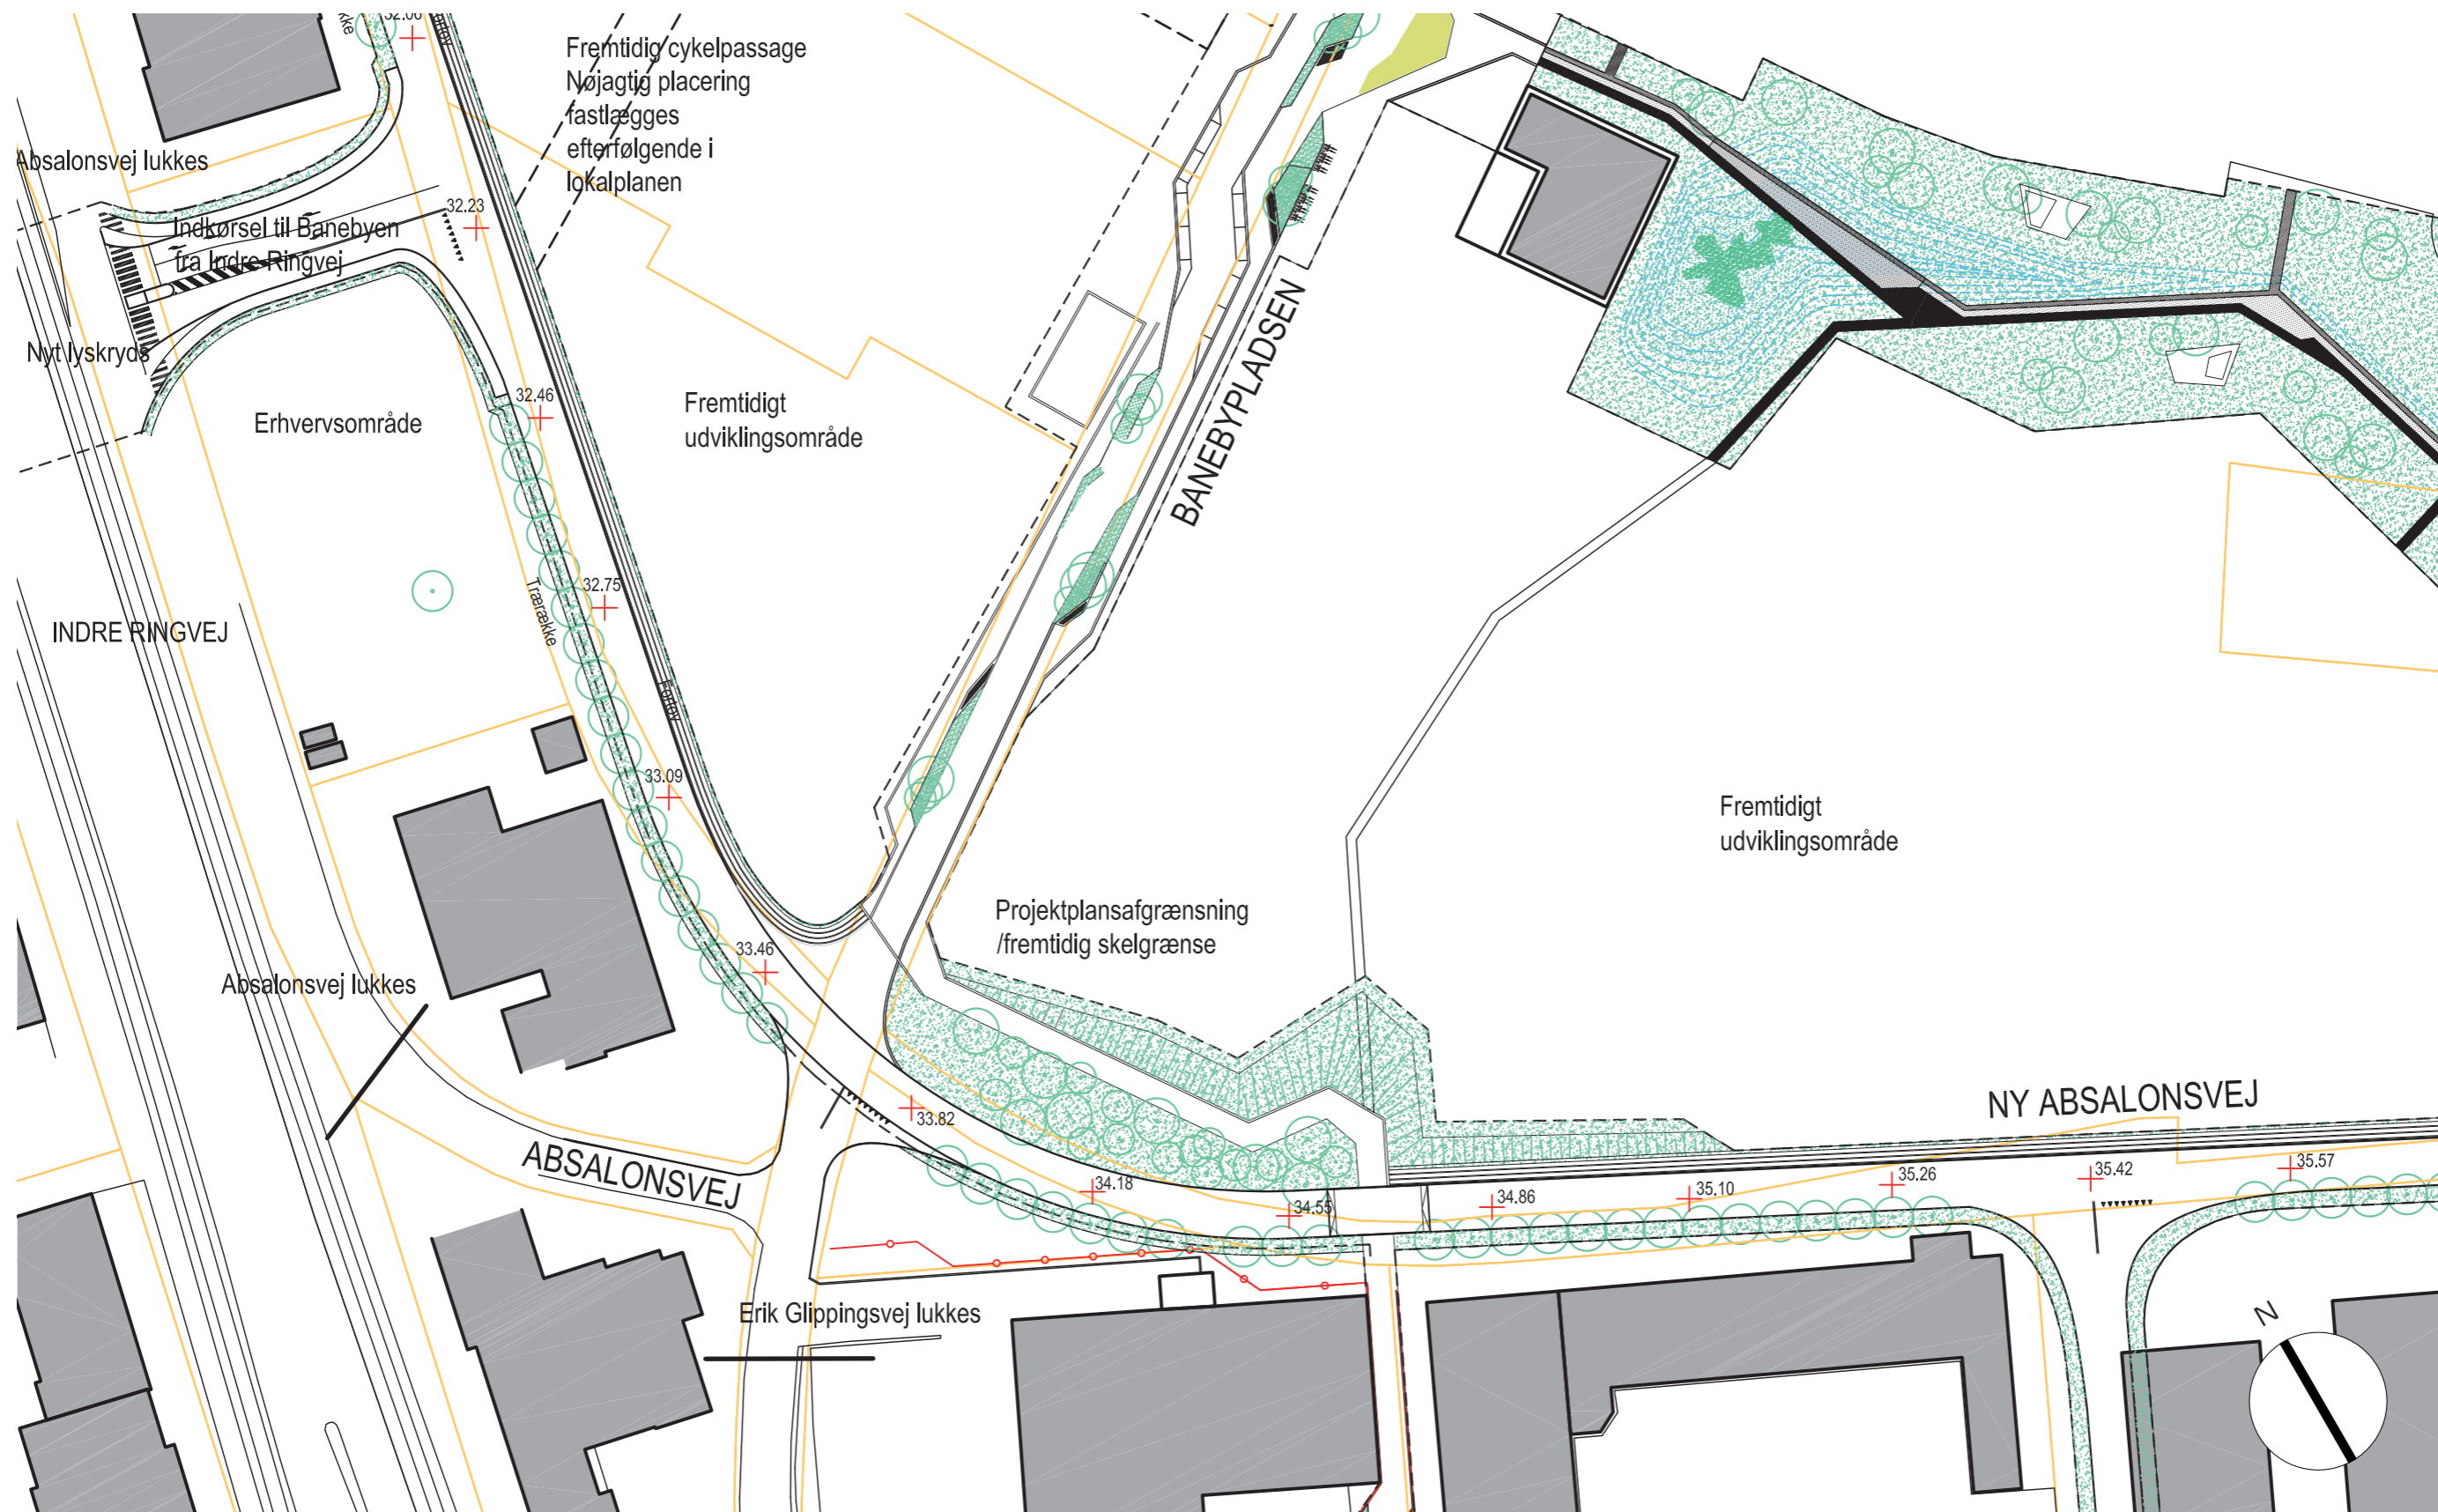 32.06
Fortov
Fremtidig cykelpassage
Nøjagtig placering
fastlægges
efterfølgende i
lokalplanen
Absalonsvej lukkes
Indkørsel til Banebyen
fra Indre Ringvej
32.23
Nyt lyskryds
Erhvervsområde
32.46
Fremtidigt
udviklingsområde
BANEBYPLADSEN
INDRE RINGVEJ
Trærække
32.75
Fortov
33.09
Fremtidigt
udviklingsområde
Projektplansafgrænsning
/fremtidig skelgrænse
33.46
Absalonsvej lukkes
NY ABSALONSVEJ
33.82
ABSALONSVEJ
34.18
34.55
34.86
35.10
35.26
35.42
35.57
Erik Glippingsvej lukkes
N